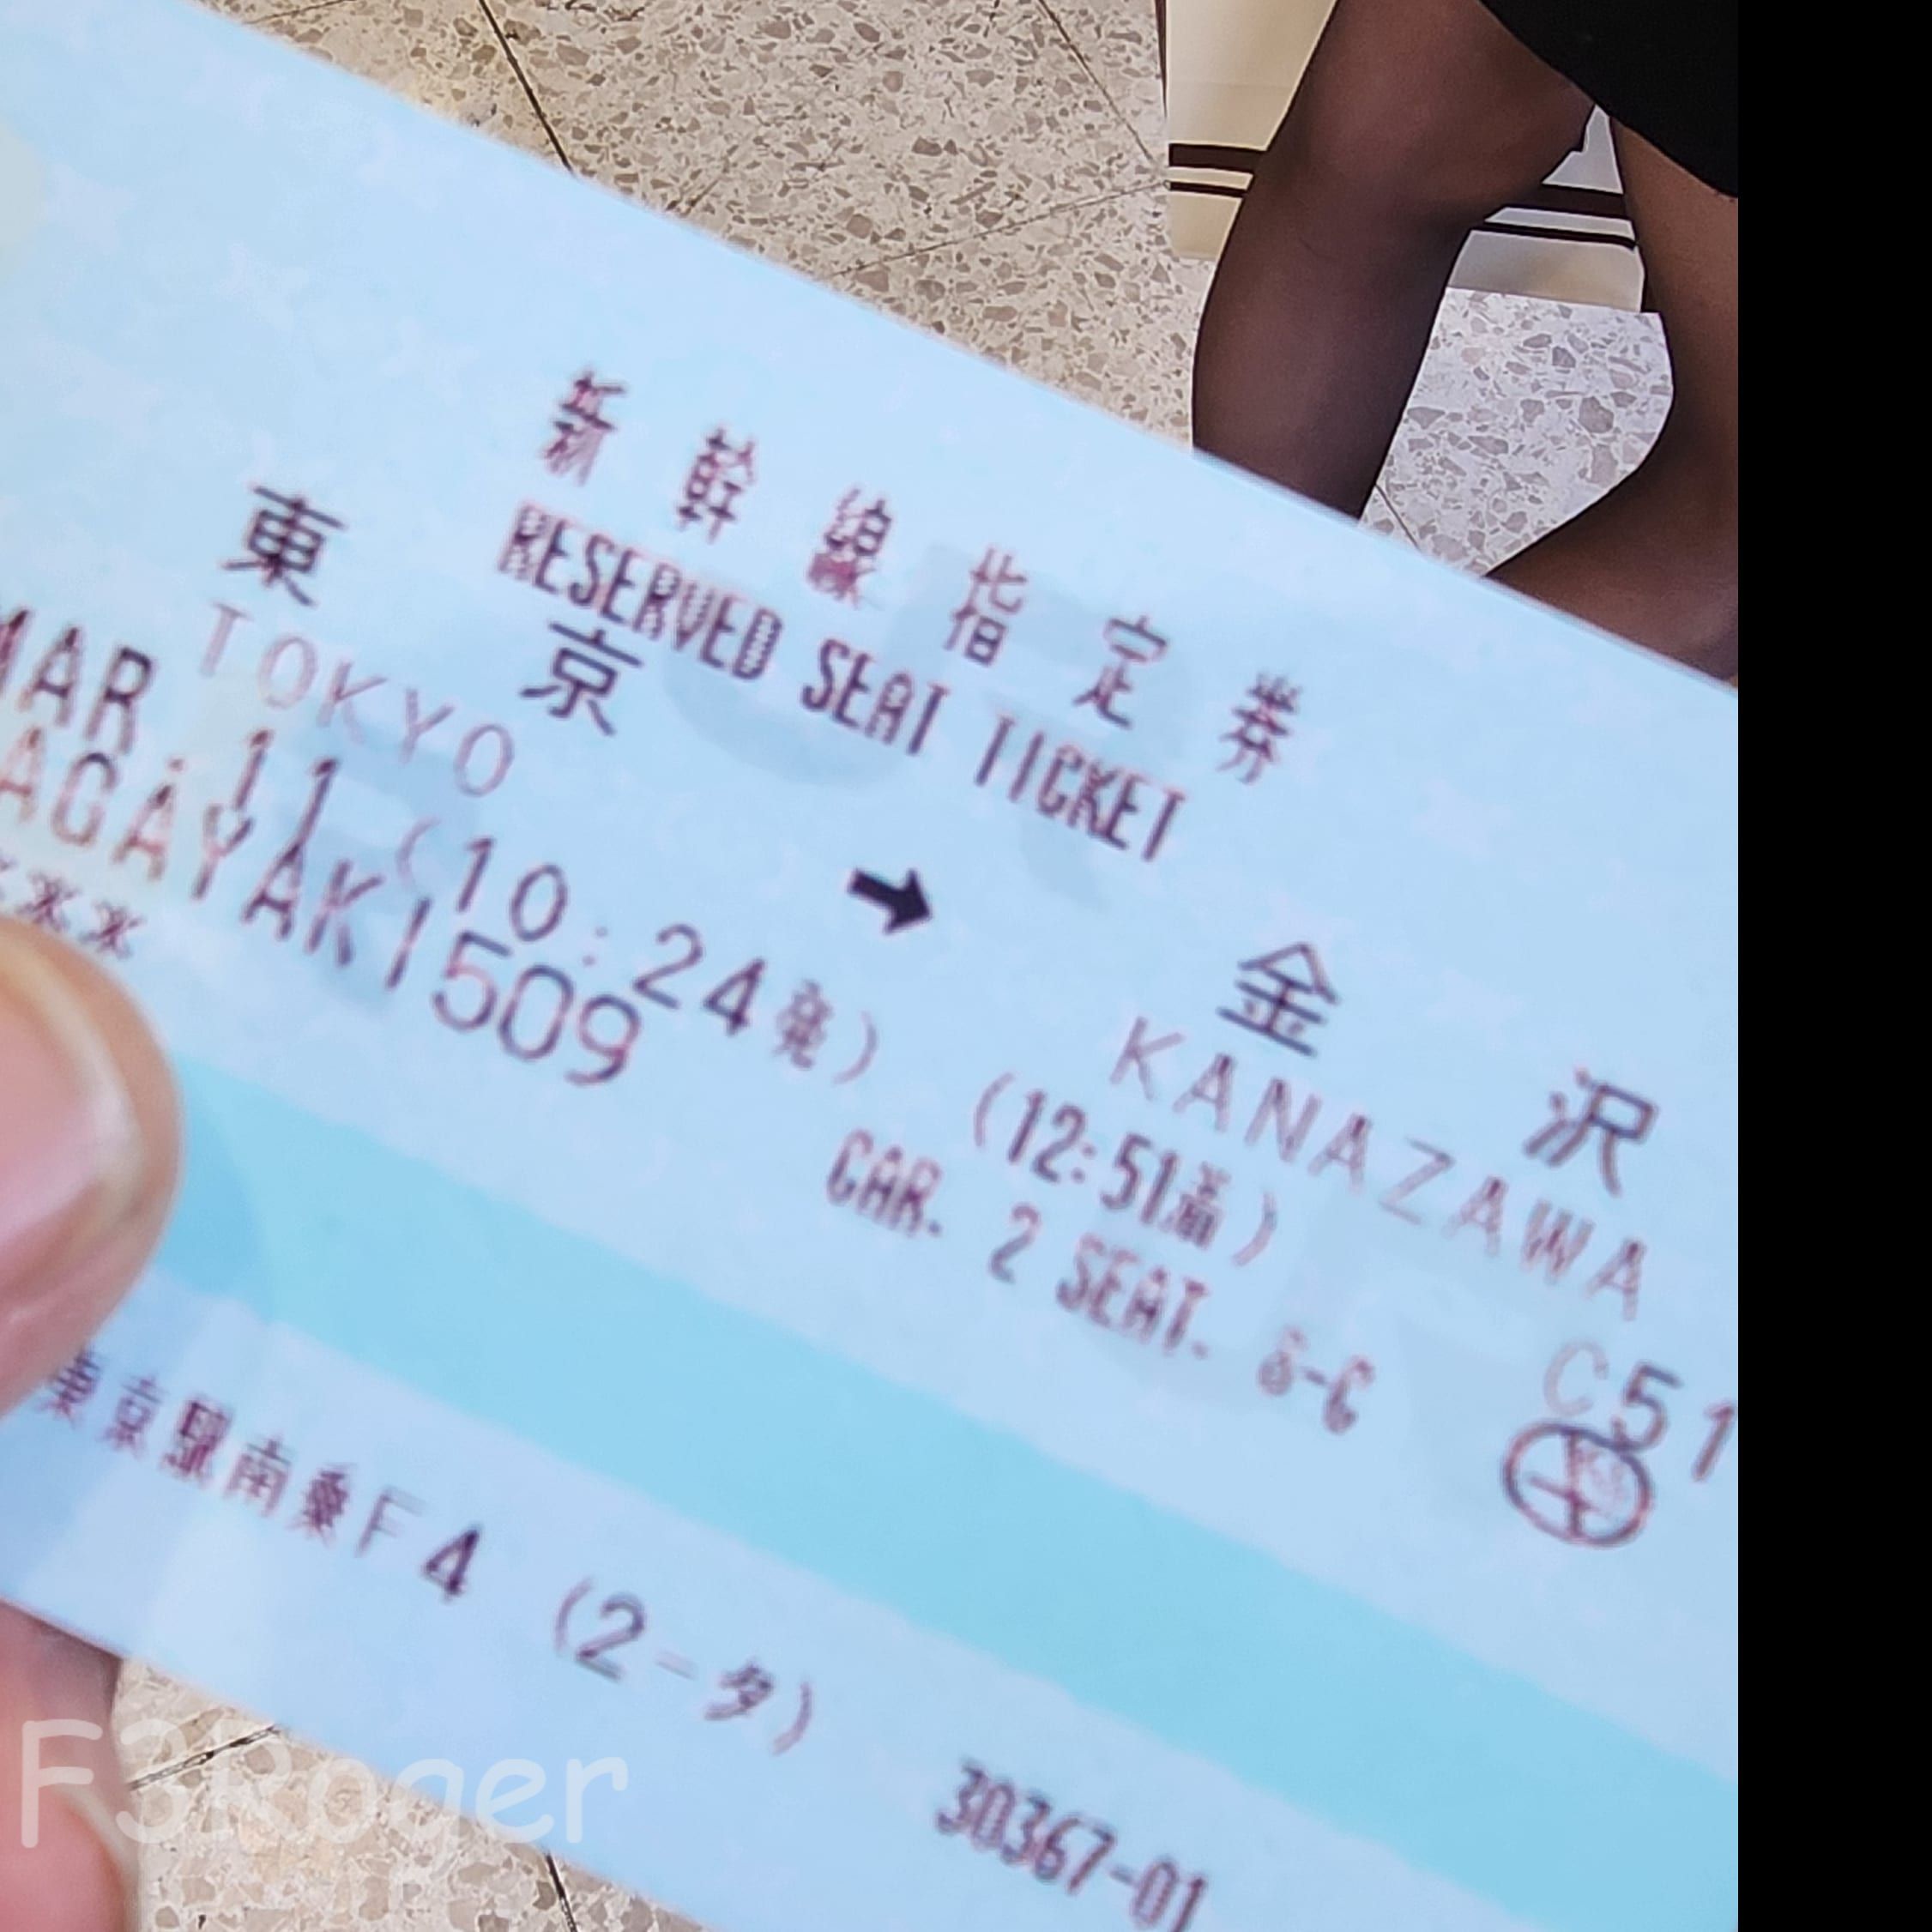 新幹線指定券
RESERVED SEAT TICKET
東京 → 金沢
TOKYO KANAZAWA
MAR. 11 (10:24発) (12:51着) C51
AGAYAKI 509 CAR. 2 SEAT.
***
東京駅南乗F4 (2-タ) 30367-01
F3Roger